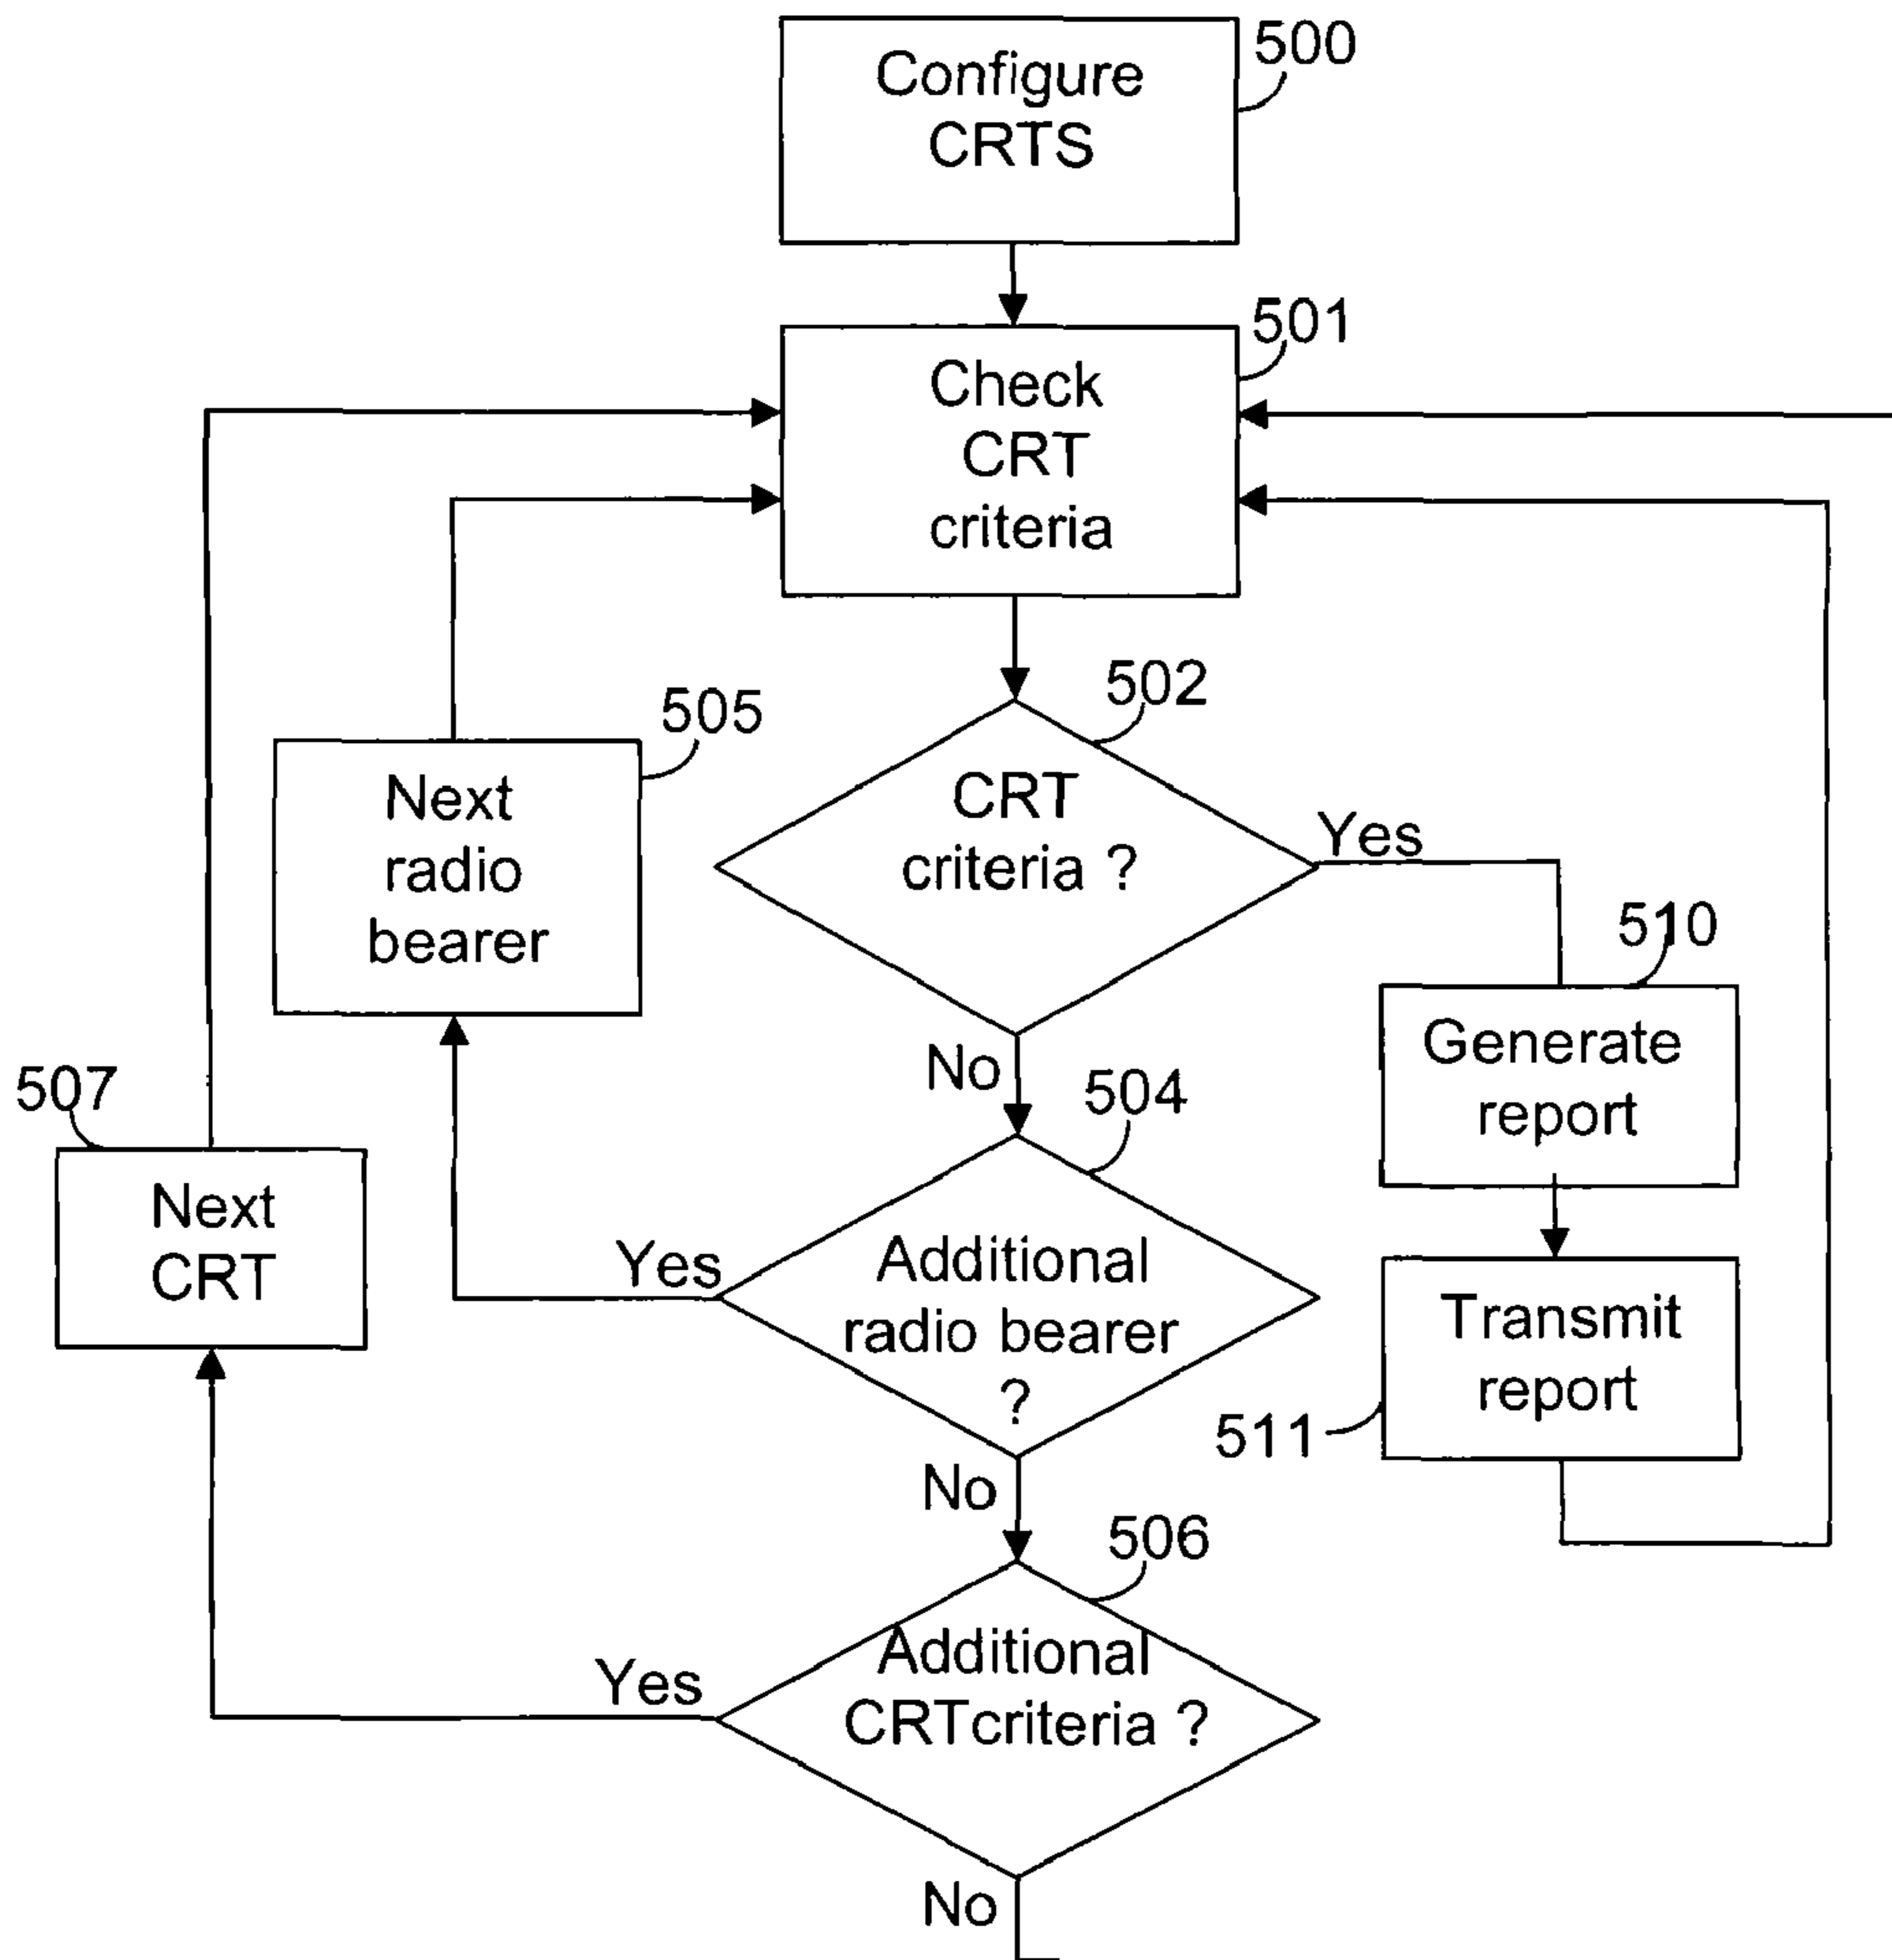 Configure
CRTS
500
Check
CRT
criteria
501
502
505
Next
radio
bearer
CRT
criteria ?
Yes
510
Generate
report
No
504
507
Next
CRT
Yes
Additional
radio bearer
?
Transmit
report
511
No
506
Yes
Additional
CRTcriteria ?
No